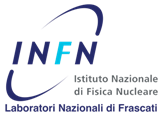 INFN
Istituto Nazionale
di Fisica Nucleare
Laboratori Nazionali di Frascati